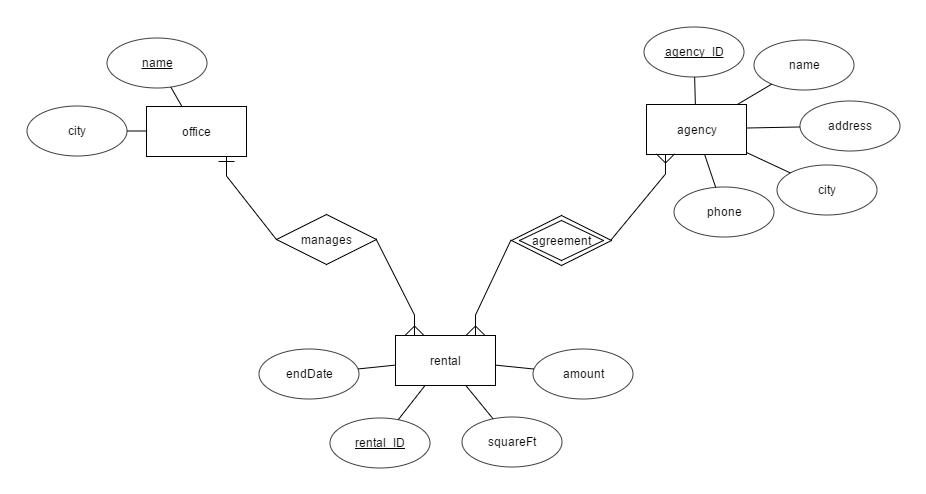 name
city
office
agency_ID
name
agency
address
city
phone
manages
agreement
rental
endDate
amount
rental_ID
squareFt